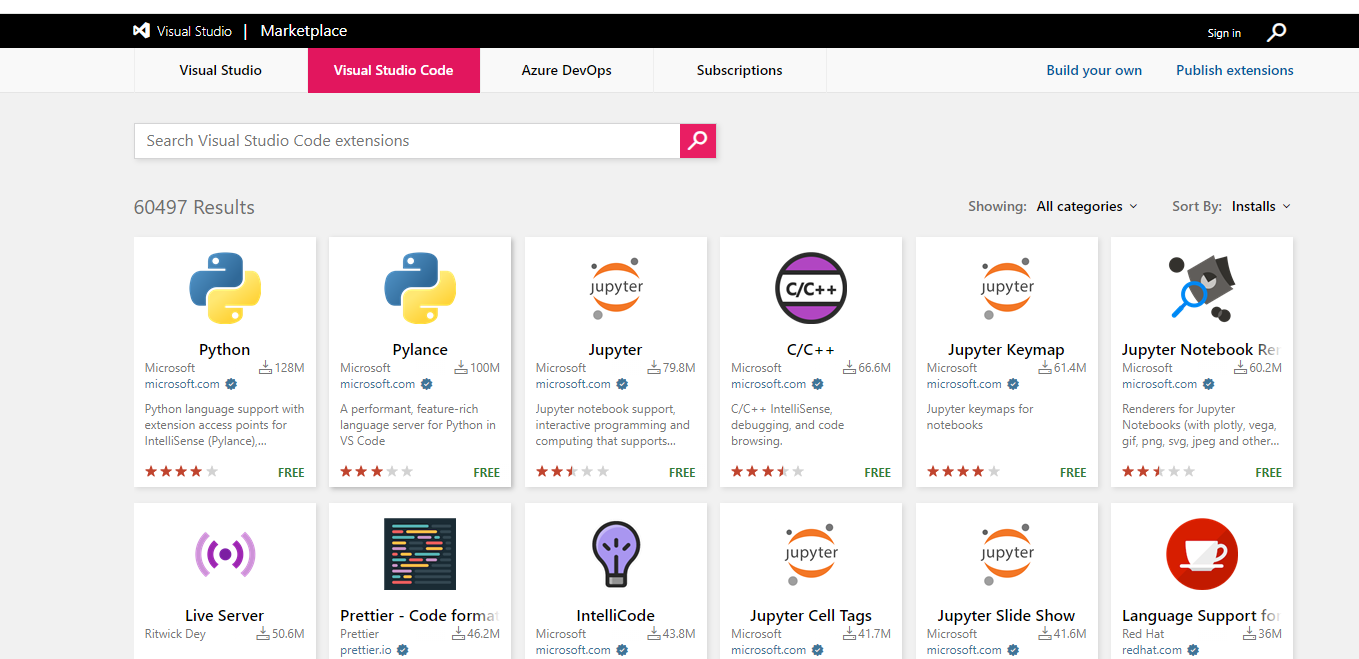 Visual Studio | Marketplace
Sign in
Visual Studio
Visual Studio Code
Azure DevOps
Subscriptions
Build your own
Publish extensions
Search Visual Studio Code extensions
60497 Results
Showing: All categories
Sort By: Installs
Python
Microsoft 128M
microsoft.com
Python language support with
extension access points for
IntelliSense (Pylance),...
FREE
Pylance
Microsoft 100M
microsoft.com
A performant, feature-rich
language server for Python in
VS Code
FREE
jupyter
Jupyter
Microsoft 79.8M
microsoft.com
Jupyter notebook support,
interactive programming and
computing that supports...
FREE
C/C++
C/C++
Microsoft 66.6M
microsoft.com
C/C++ IntelliSense,
debugging, and code
browsing.
FREE
jupyter
Jupyter Keymap
Microsoft 61.4M
microsoft.com
Jupyter keymaps for
notebooks
FREE
Jupyter Notebook Rer
Microsoft 60.2M
microsoft.com
Renderers for Jupyter
Notebooks (with plotly, vega,
gif, png, svg, jpeg and other...
FREE
Live Server
Ritwick Dey 50.6M
Prettier - Code format
Prettier 46.2M
prettier.io
IntelliCode
Microsoft 43.8M
microsoft.com
jupyter
Jupyter Cell Tags
Microsoft 41.7M
microsoft.com
jupyter
Jupyter Slide Show
Microsoft 41.6M
microsoft.com
Language Support for
Red Hat 36M
redhat.com